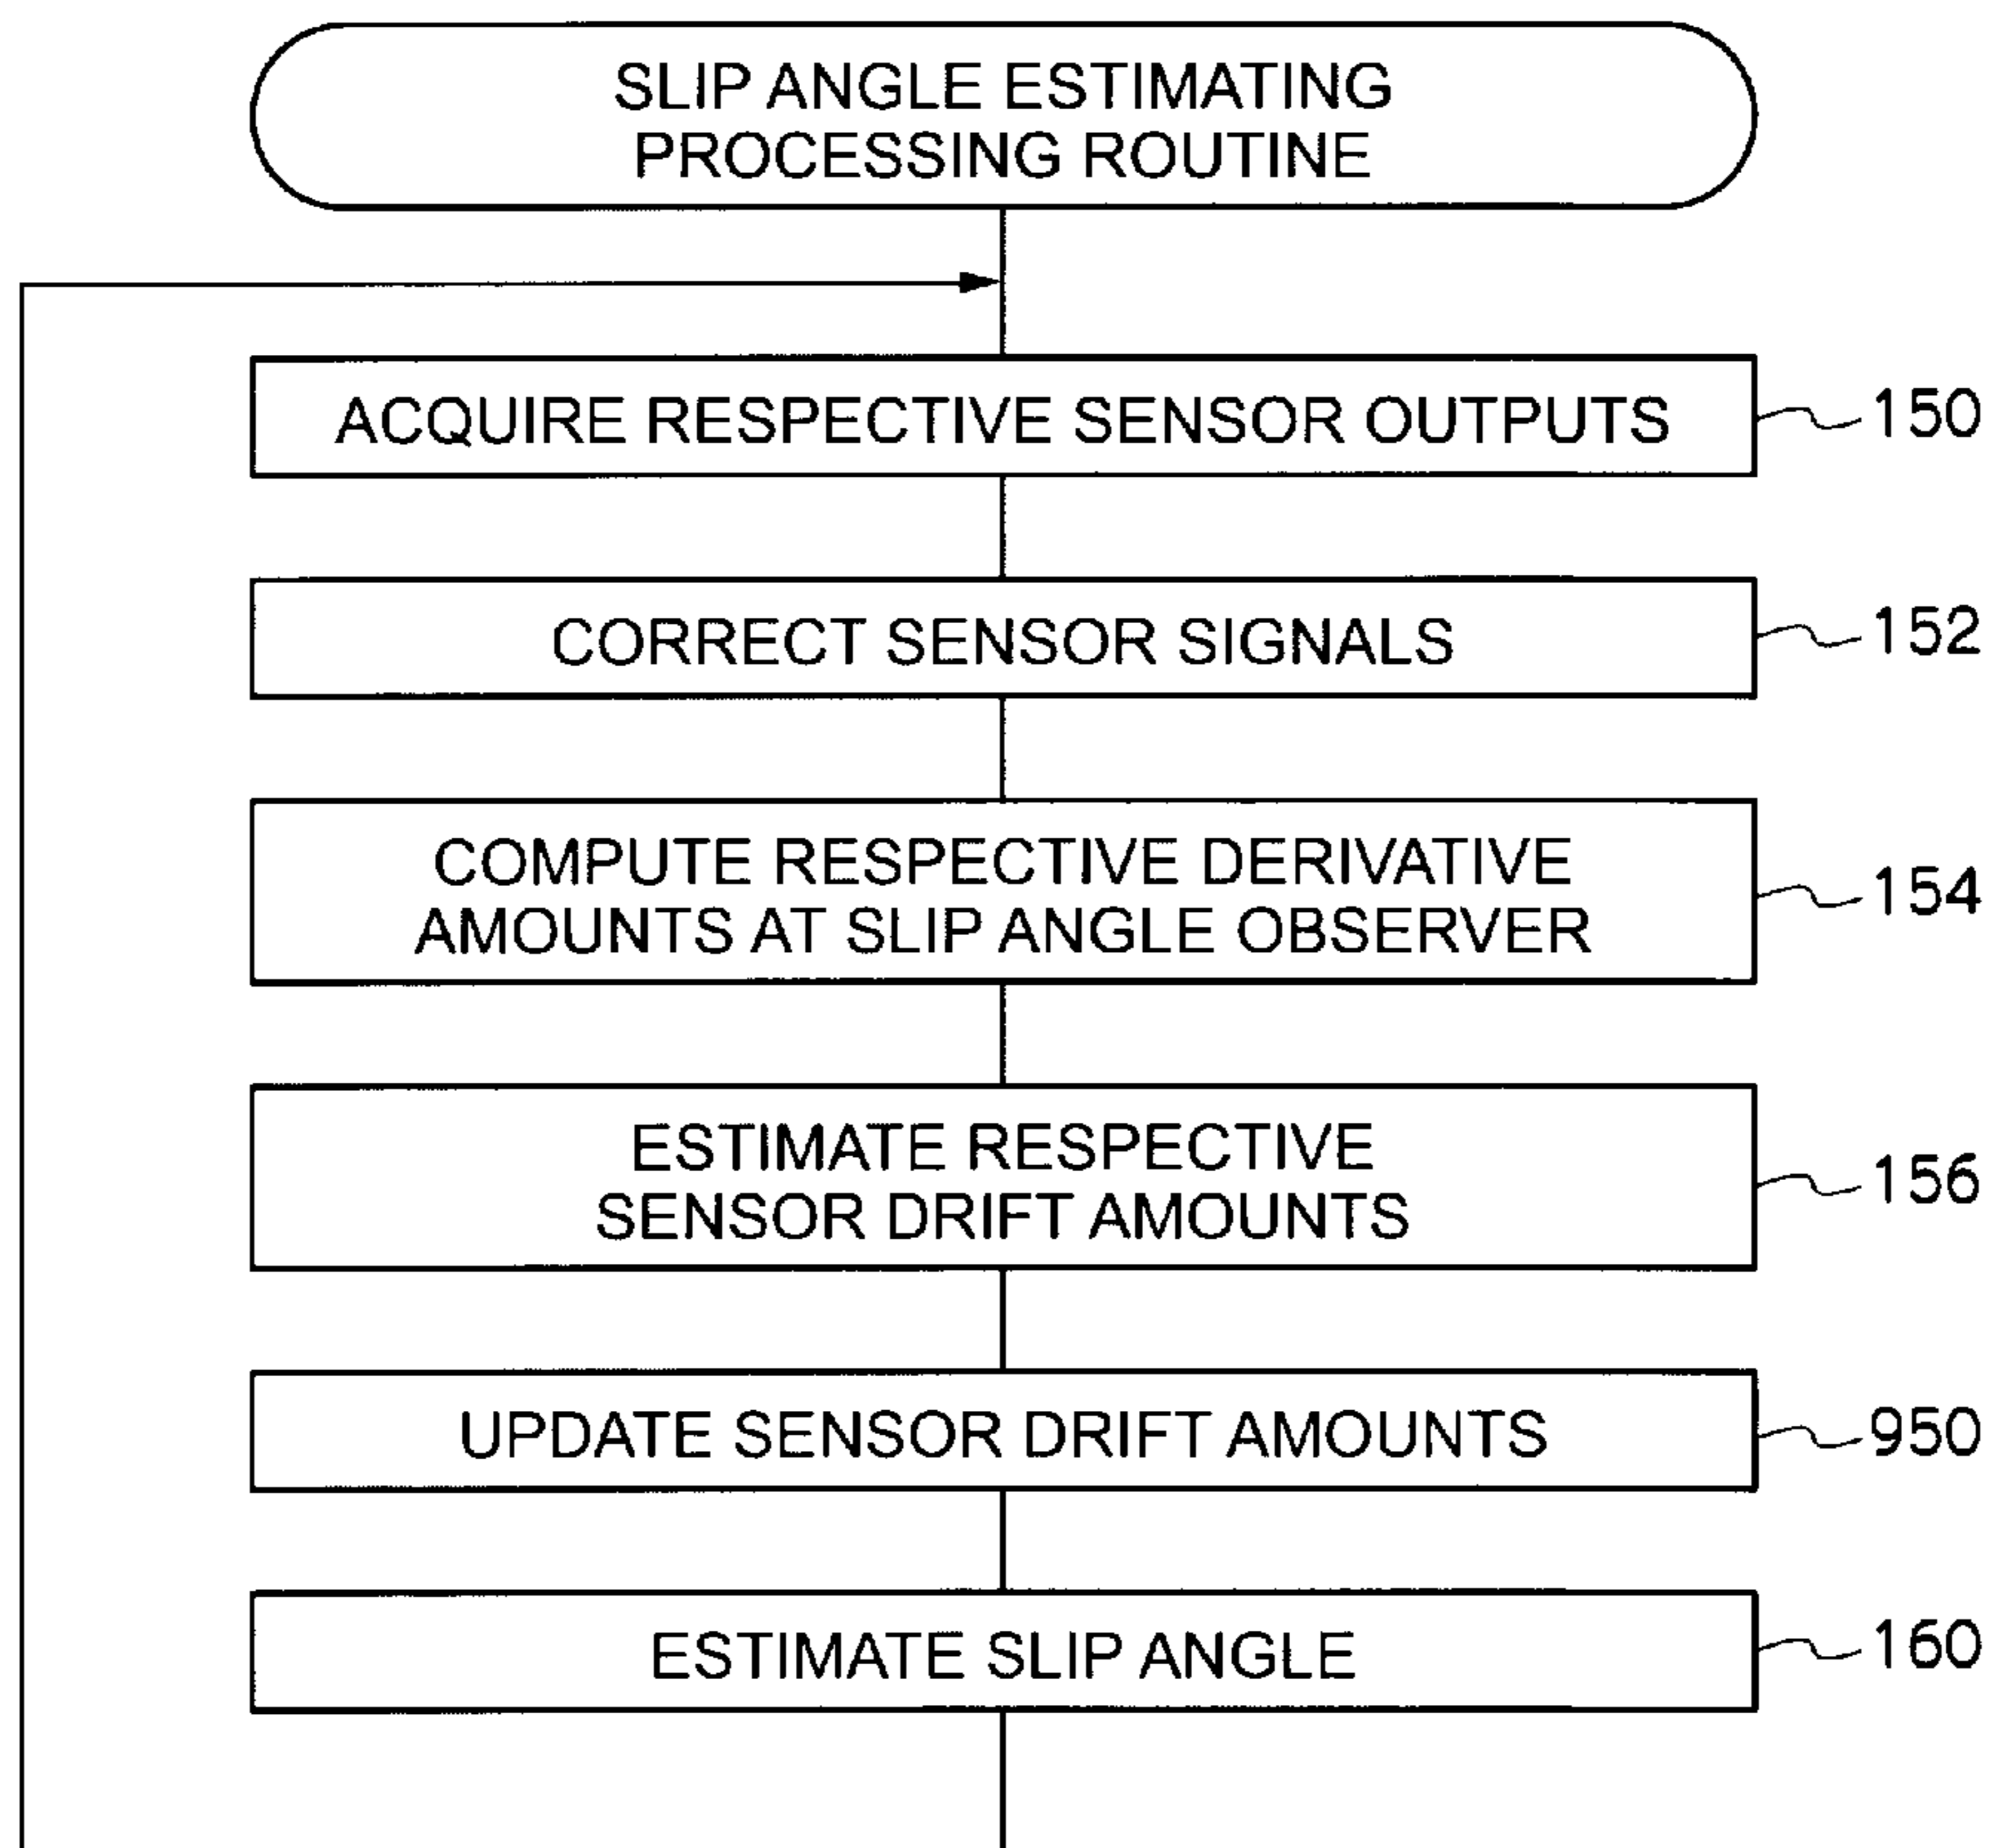 SLIP ANGLE ESTIMATING
PROCESSING ROUTINE
ACQUIRE RESPECTIVE SENSOR OUTPUTS
150
CORRECT SENSOR SIGNALS
152
COMPUTE RESPECTIVE DERIVATIVE
AMOUNTS AT SLIP ANGLE OBSERVER
154
ESTIMATE RESPECTIVE
SENSOR DRIFT AMOUNTS
156
UPDATE SENSOR DRIFT AMOUNTS
950
ESTIMATE SLIP ANGLE
160